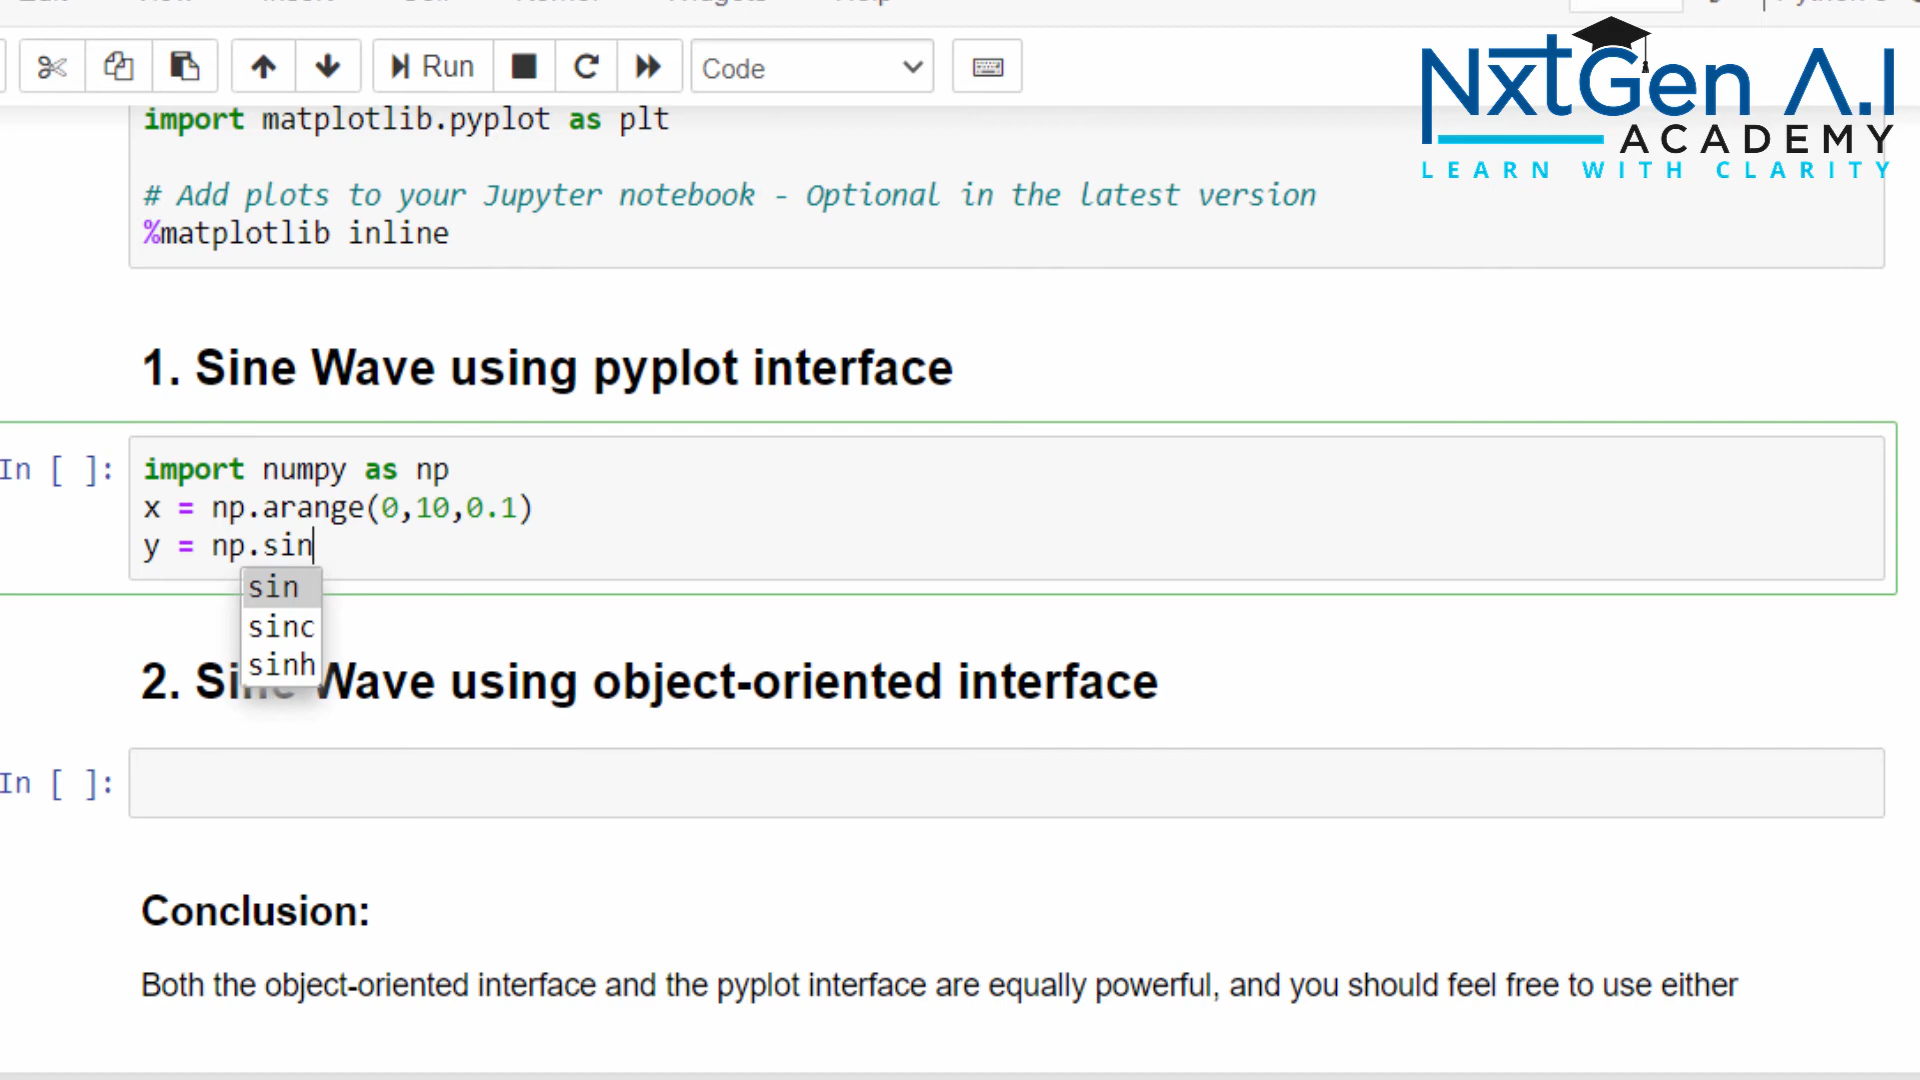 Run
Code
NxtGen A.I
ACADEMY
LEARN WITH CLARITY
import matplotlib.pyplot as plt
# Add plots to your Jupyter notebook - Optional in the latest version
%matplotlib inline
1. Sine Wave using pyplot interface
In [ ]:
import numpy as np
x = np.arange(0,10,0.1)
y = np.sin
sin
sinc
sinh
2. Sine Wave using object-oriented interface
In [ ]:
Conclusion:
Both the object-oriented interface and the pyplot interface are equally powerful, and you should feel free to use either